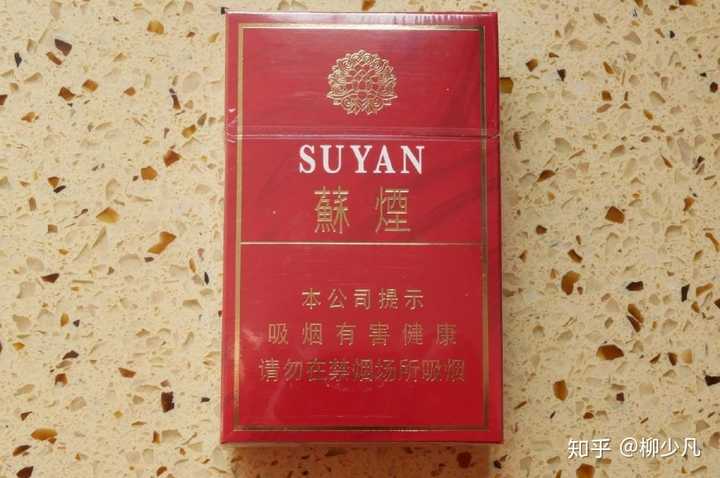 SUYAN
蘇煙
本公司提示
吸烟有害健康
请勿在禁烟场所吸烟
知乎 @柳少凡